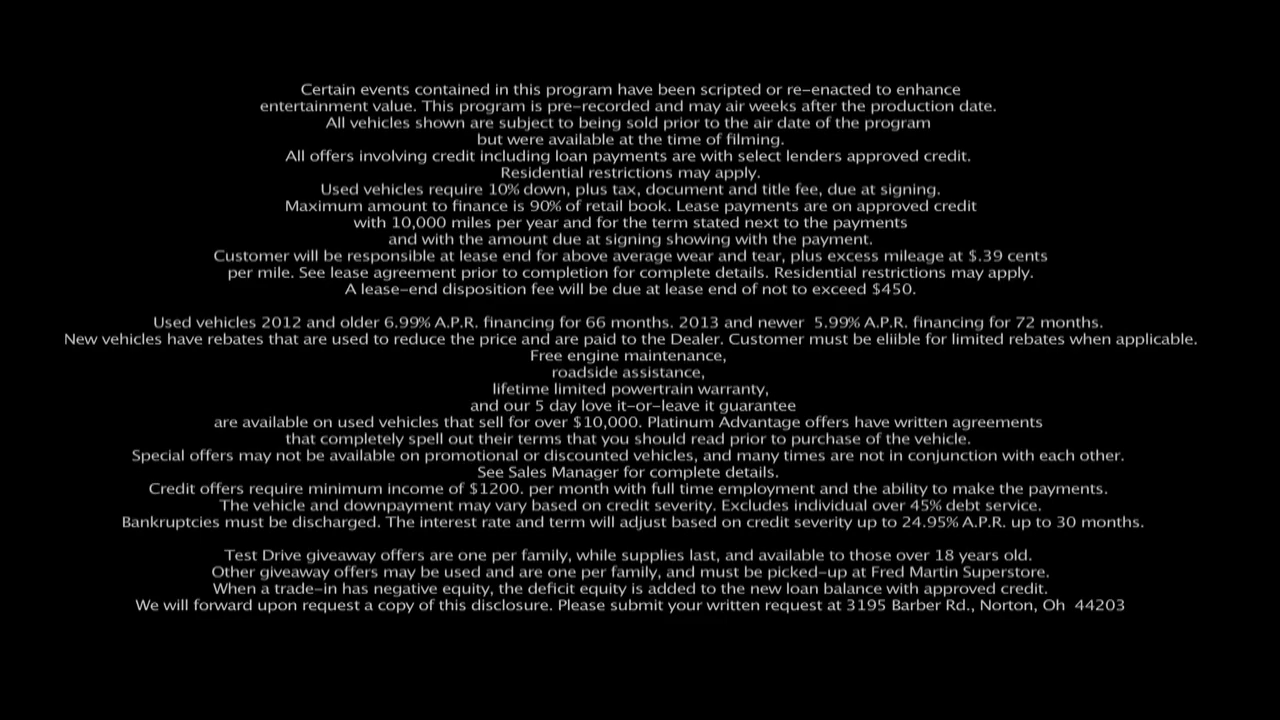 Certain events contained in this program have been scripted or re-enacted to enhance
entertainment value. This program is pre-recorded and may air weeks after the production date.
All vehicles shown are subject to being sold prior to the air date of the program
but were available at the time of filming.
All offers involving credit including loan payments are with select lenders approved credit.
Residential restrictions may apply.
Used vehicles require 10% down, plus tax, document and title fee, due at signing.
Maximum amount to finance is 90% of retail book. Lease payments are on approved credit
with 10,000 miles per year and for the term stated next to the payments
and with the amount due at signing showing with the payment.
Customer will be responsible at lease end for above average wear and tear, plus excess mileage at $.39 cents
per mile. See lease agreement prior to completion for complete details. Residential restrictions may apply.
A lease-end disposition fee will be due at lease end of not to exceed $450.
Used vehicles 2012 and older 6.99% A.P.R. financing for 66 months. 2013 and newer  5.99% A.P.R. financing for 72 months.
New vehicles have rebates that are used to reduce the price and are paid to the Dealer. Customer must be eliible for limited rebates when applicable.
Free engine maintenance,
roadside assistance,
lifetime limited powertrain warranty,
and our 5 day love it-or-leave it guarantee
are available on used vehicles that sell for over $10,000. Platinum Advantage offers have written agreements
that completely spell out their terms that you should read prior to purchase of the vehicle.
Special offers may not be available on promotional or discounted vehicles, and many times are not in conjunction with each other.
See Sales Manager for complete details.
Credit offers require minimum income of $1200. per month with full time employment and the ability to make the payments.
The vehicle and downpayment may vary based on credit severity. Excludes individual over 45% debt service.
Bankruptcies must be discharged. The interest rate and term will adjust based on credit severity up to 24.95% A.P.R. up to 30 months.
Test Drive giveaway offers are one per family, while supplies last, and available to those over 18 years old.
Other giveaway offers may be used and are one per family, and must be picked-up at Fred Martin Superstore.
When a trade-in has negative equity, the deficit equity is added to the new loan balance with approved credit.
We will forward upon request a copy of this disclosure. Please submit your written request at 3195 Barber Rd., Norton, Oh  44203